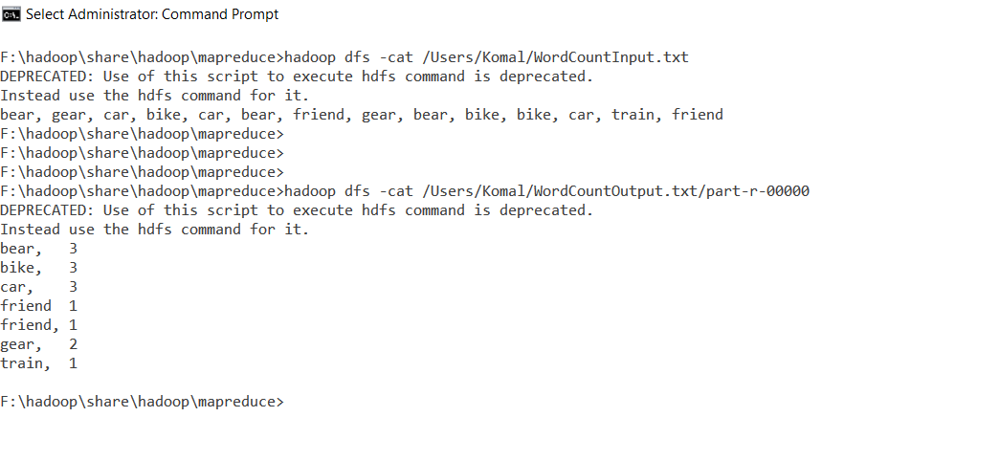 Select Administrator: Command Prompt
F:\hadoop\share\hadoop\mapreduce>hadoop dfs -cat /Users/Komal/WordCountInput.txt
DEPRECATED: Use of this script to execute hdfs command is deprecated.
Instead use the hdfs command for it.
bear, gear, car, bike, car, bear, friend, gear, bear, bike, bike, car, train, friend
F:\hadoop\share\hadoop\mapreduce>
F:\hadoop\share\hadoop\mapreduce>
F:\hadoop\share\hadoop\mapreduce>
F:\hadoop\share\hadoop\mapreduce>hadoop dfs -cat /Users/Komal/WordCountOutput.txt/part-r-00000
DEPRECATED: Use of this script to execute hdfs command is deprecated.
Instead use the hdfs command for it.
bear,   3
bike,   3
car,    3
friend  1
friend, 1
gear,   2
train,  1
F:\hadoop\share\hadoop\mapreduce>